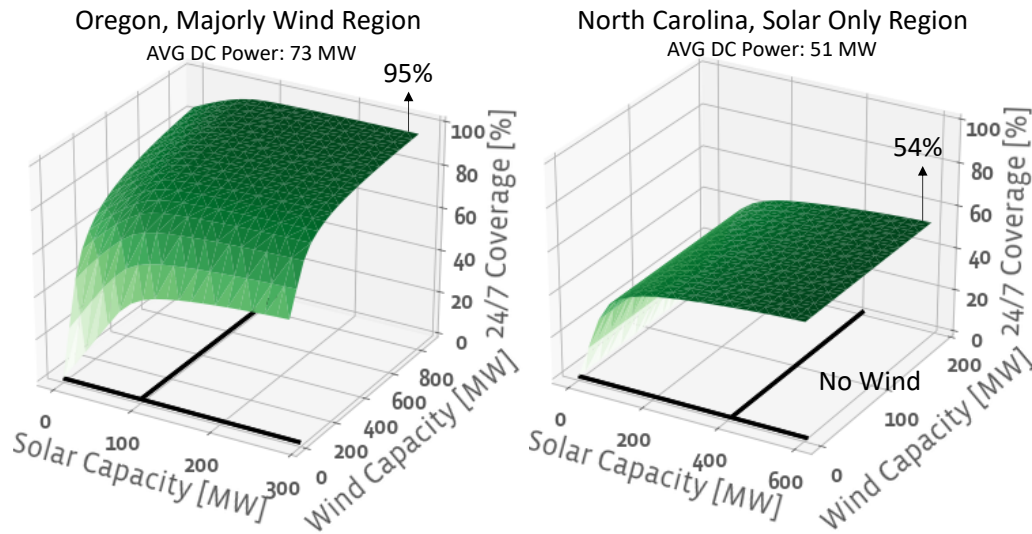 Oregon, Majorly Wind Region
AVG DC Power: 73 MW
95%
100
80
60
40
20
0
24/7 Coverage [%]
0
100
200
300
Solar Capacity [MW]
0
200
400
600
800
Wind Capacity [MW]
North Carolina, Solar Only Region
AVG DC Power: 51 MW
54%
100
80
60
40
20
0
24/7 Coverage [%]
No Wind
0
200
400
600
Solar Capacity [MW]
0
100
200
Wind Capacity [MW]